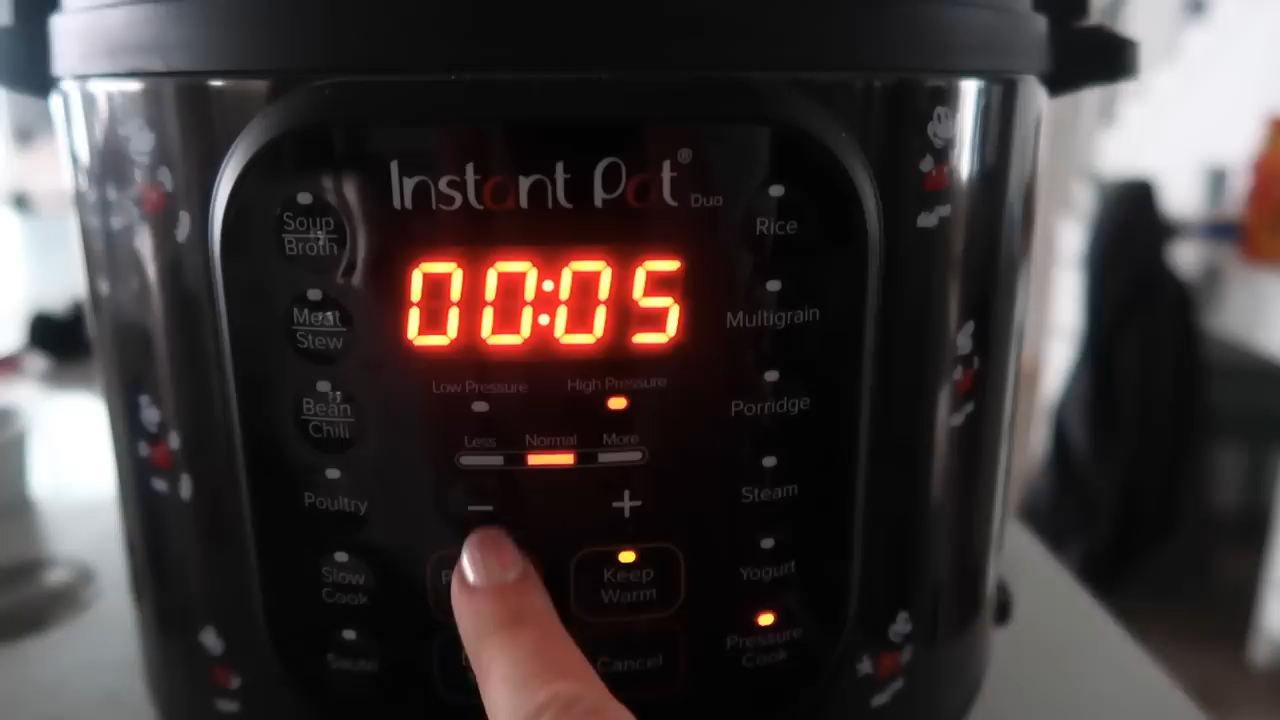 Instant Pot® Duo
00:05
Soup
Broth
Meat
Stew
Bean
Chili
Poultry
Slow
Cook
Saute
Low Pressure High Pressure
Less Normal More
− +
Keep
Warm
Cancel
Rice
Multigrain
Porridge
Steam
Yogurt
Pressure
Cook